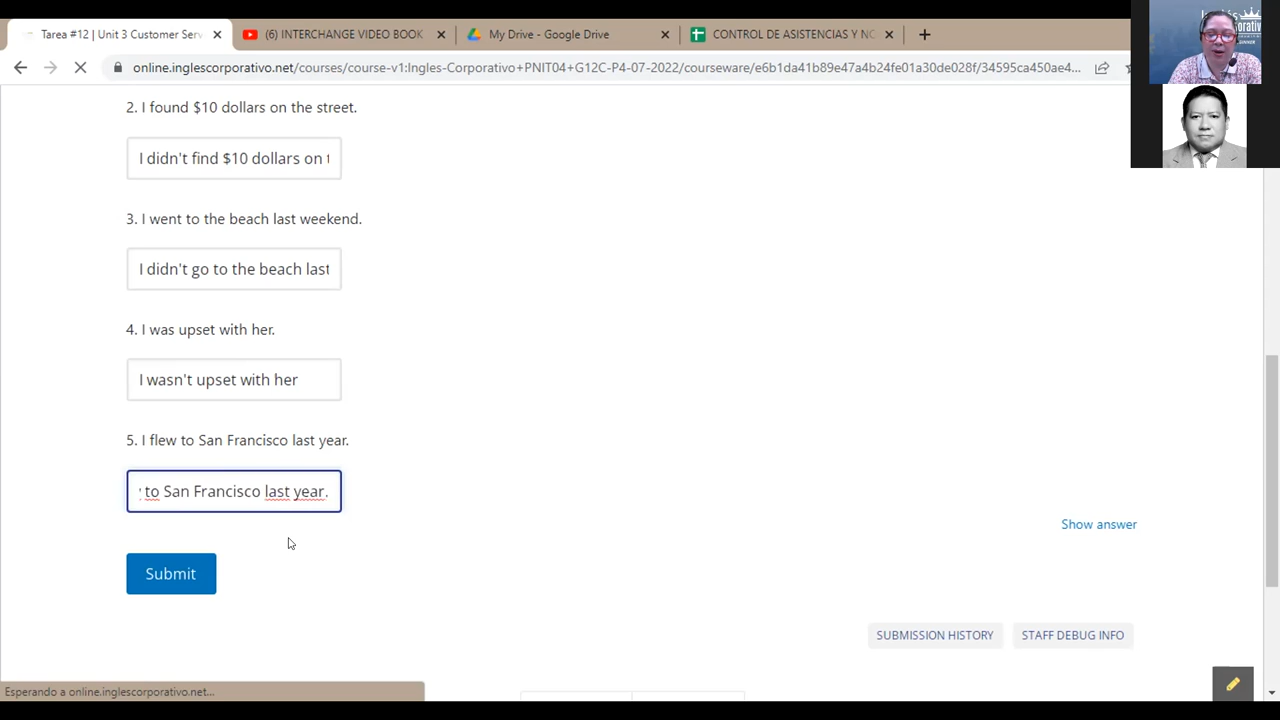 Tarea #12 | Unit 3 Customer Serv
(6) INTERCHANGE VIDEO BOOK
My Drive - Google Drive
CONTROL DE ASISTENCIAS Y NO
online.inglescorporativo.net/courses/course-v1:Ingles-Corporativo+PNIT04+G12C-P4-07-2022/courseware/e6b1da41b89e47a4b24fe01a30de028f/34595ca450ae4...
2. I found $10 dollars on the street.
I didn't find $10 dollars on t
3. I went to the beach last weekend.
I didn't go to the beach last
4. I was upset with her.
I wasn't upset with her
5. I flew to San Francisco last year.
to San Francisco last year.
Show answer
Submit
SUBMISSION HISTORY
STAFF DEBUG INFO
Esperando a online.inglescorporativo.net...